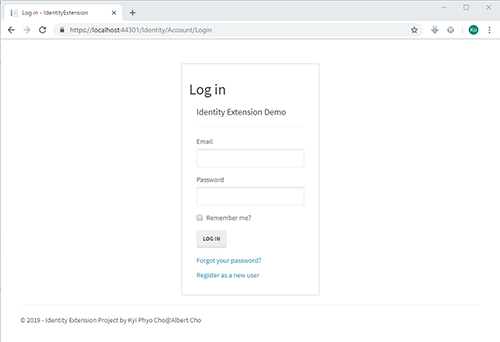 Log in - IdentityExtension
https://localhost:44301/Identity/Account/Login
Ko
Log in
Identity Extension Demo
Email
Password
Remember me?
LOG IN
Forgot your password?
Register as a new user
© 2019 - Identity Extension Project by Kyi Phyo Cho@Albert Cho